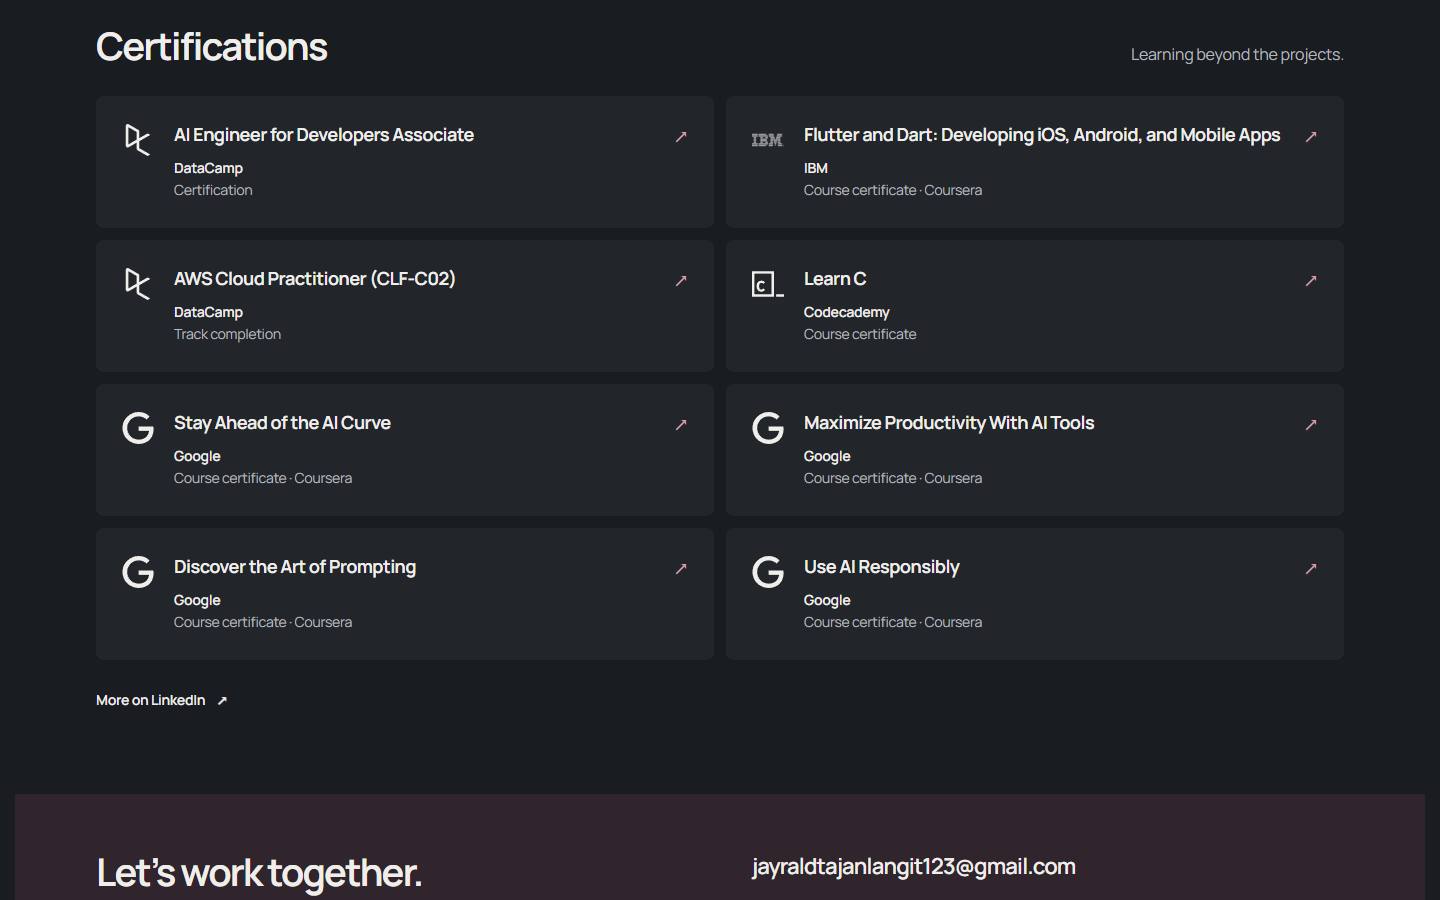 Certifications
Learning beyond the projects.
AI Engineer for Developers Associate ↗
DataCamp
Certification
IBM
Flutter and Dart: Developing iOS, Android, and Mobile Apps ↗
IBM
Course certificate · Coursera
AWS Cloud Practitioner (CLF-C02) ↗
DataCamp
Track completion
C_
Learn C ↗
Codecademy
Course certificate
G
Stay Ahead of the AI Curve ↗
Google
Course certificate · Coursera
G
Maximize Productivity With AI Tools ↗
Google
Course certificate · Coursera
G
Discover the Art of Prompting ↗
Google
Course certificate · Coursera
G
Use AI Responsibly ↗
Google
Course certificate · Coursera
More on LinkedIn ↗
Let’s work together.
jayraldtajanlangit123@gmail.com